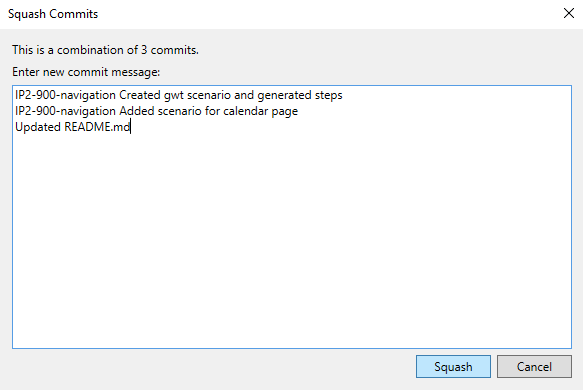 Squash Commits
This is a combination of 3 commits.
Enter new commit message:
IP2-900-navigation Created gwt scenario and generated steps
IP2-900-navigation Added scenario for calendar page
Updated README.md
Squash
Cancel